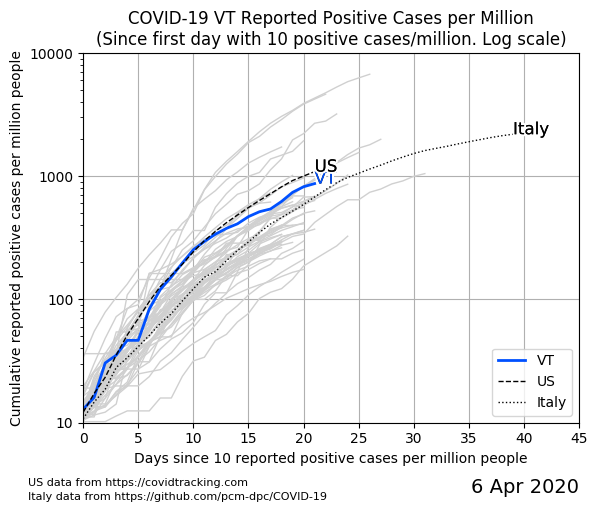 COVID-19 VT Reported Positive Cases per Million
(Since first day with 10 positive cases/million. Log scale)
Cumulative reported positive cases per million people
10000
1000
100
10
Italy
US
VT
VT
US
Italy
0 5 10 15 20 25 30 35 40 45
Days since 10 reported positive cases per million people
US data from https://covidtracking.com
Italy data from https://github.com/pcm-dpc/COVID-19
6 Apr 2020